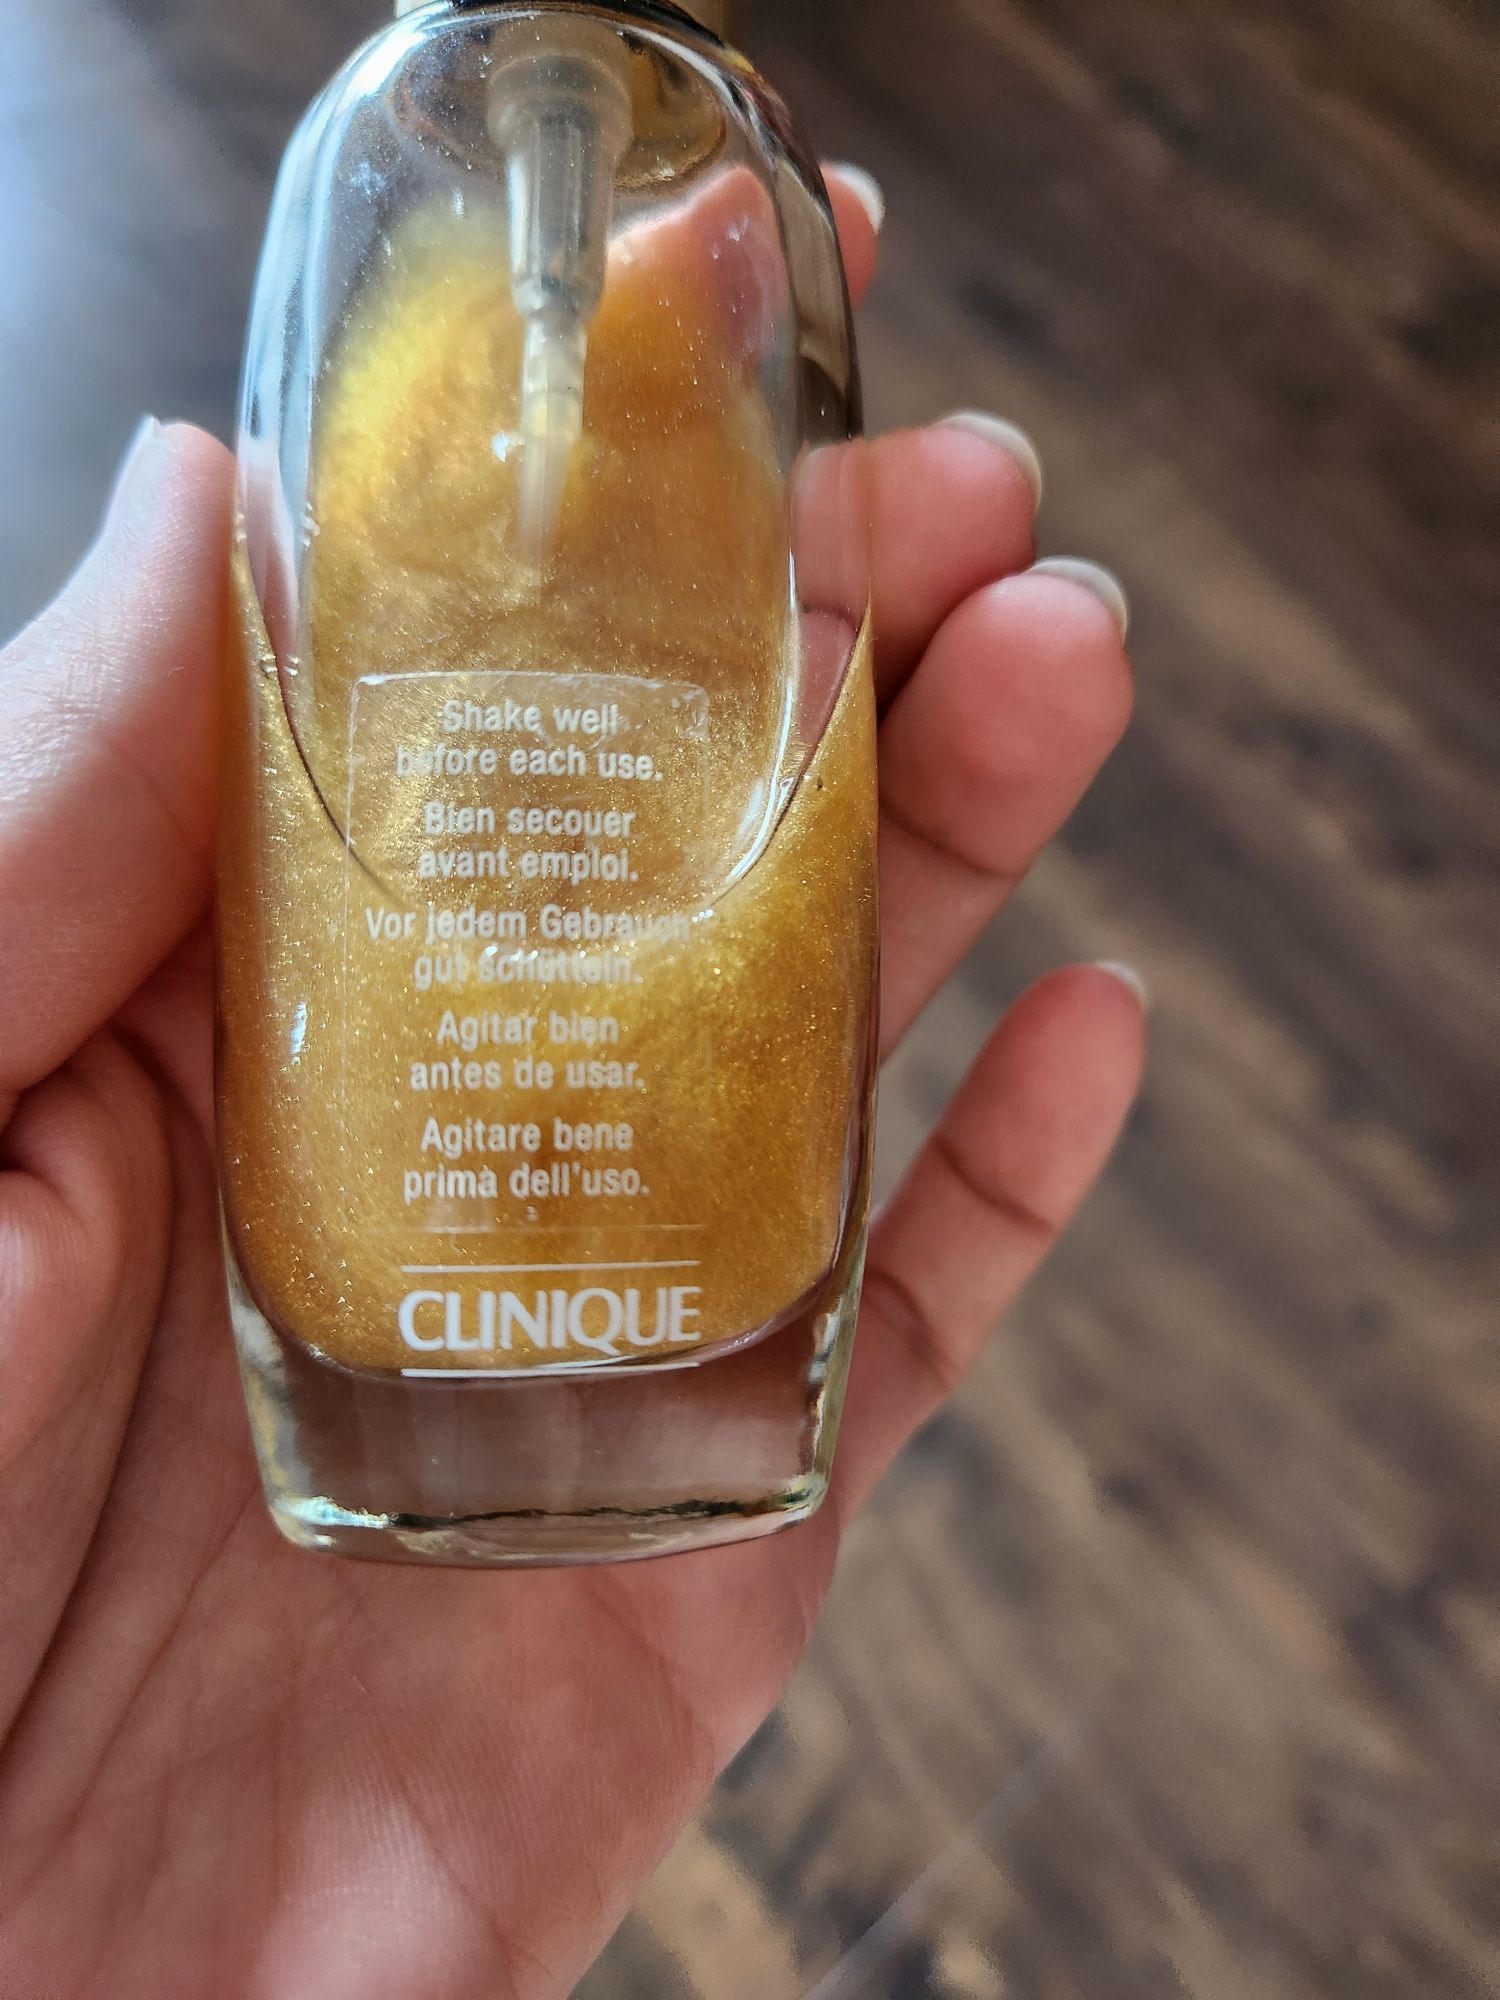 Shake well
before each use.
Bien secouer
avant emploi.
Vor jedem Gebrauch
gut schütteln.
Agitar bien
antes de usar.
Agitare bene
prima dell'uso.
CLINIQUE